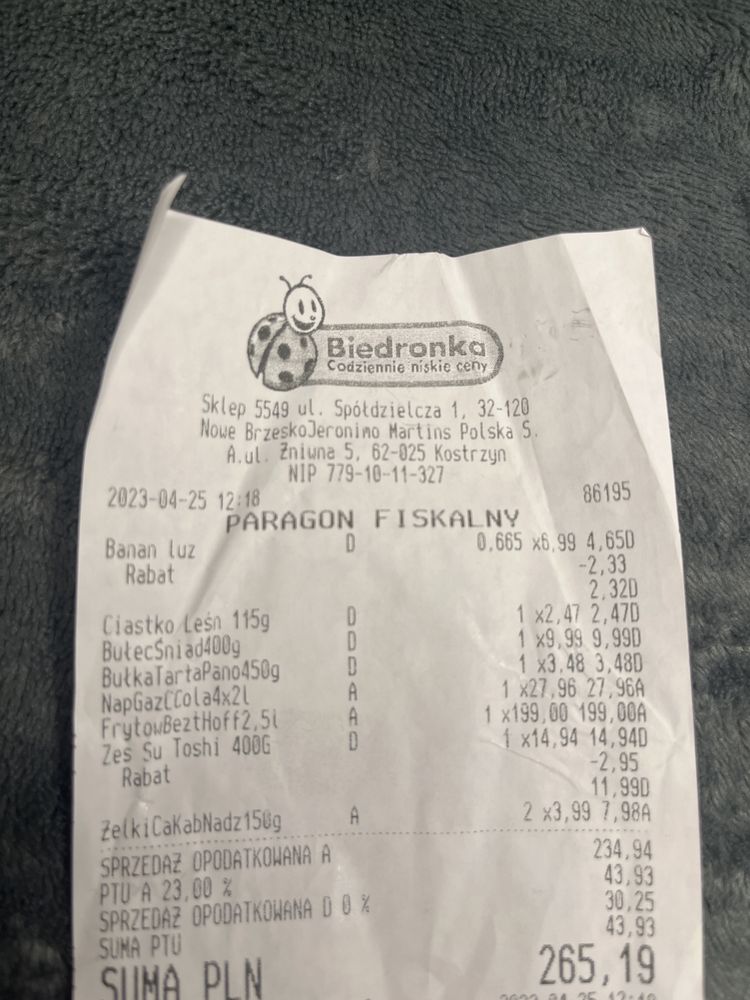 Biedronka
Codziennie niskie ceny
Sklep 5549 ul. Spółdzielcza 1, 32-120
Nowe BrzeskoJeronimo Martins Polska S.
A.ul. Żniwna 5, 62-025 Kostrzyn
NIP 779-10-11-327
2023-04-25 12:18 86195
PARAGON FISKALNY
Banan luz D 0,665 x6,99 4,65D
Rabat -2,33
2,32D
Ciastko Leśn 115g D 1 x2,47 2,47D
BułecŚniad400g D 1 x9,99 9,99D
BułkaTartaPano450g D 1 x3,48 3,48D
NapGazCCola4x2l A 1 x27,96 27,96A
FrytowBeztHoff2,5l A 1 x199,00 199,00A
Zes Su Toshi 400G D 1 x14,94 14,94D
Rabat -2,95
11,99D
ŻelkiCaKabNadz150g A 2 x3,99 7,98A
SPRZEDAŻ OPODATKOWANA A 234,94
PTU A 23,00 % 43,93
SPRZEDAŻ OPODATKOWANA D 0 % 30,25
SUMA PTU 43,93
SUMA PLN 265,19